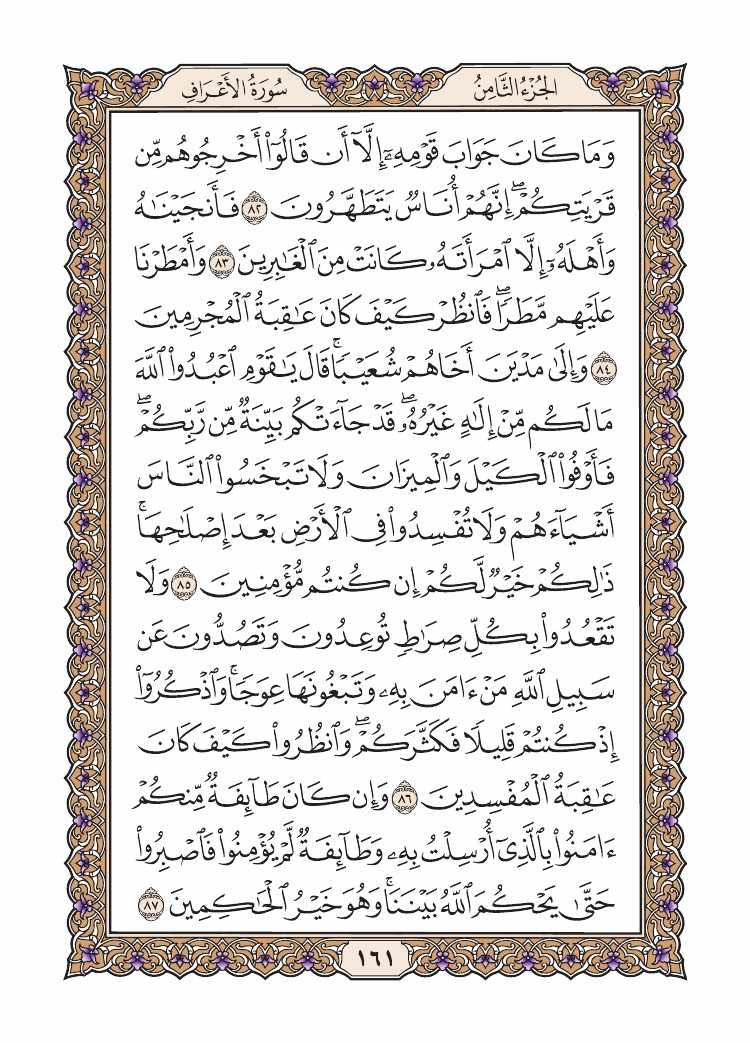 الجُزْءُ الثَّامِنُ
سُورَةُ الأَعْرَافِ
وَمَا كَانَ جَوَابَ قَوْمِهِۦٓ إِلَّآ أَن قَالُوٓا۟ أَخْرِجُوهُم مِّن
قَرْيَتِكُمْ ۖ إِنَّهُمْ أُنَاسٌ يَتَطَهَّرُونَ ٨٢ فَأَنجَيْنَـٰهُ
وَأَهْلَهُۥٓ إِلَّا ٱمْرَأَتَهُۥ كَانَتْ مِنَ ٱلْغَـٰبِرِينَ ٨٣ وَأَمْطَرْنَا
عَلَيْهِم مَّطَرًا ۖ فَٱنظُرْ كَيْفَ كَانَ عَـٰقِبَةُ ٱلْمُجْرِمِينَ
٨٤ وَإِلَىٰ مَدْيَنَ أَخَاهُمْ شُعَيْبًا ۗ قَالَ يَـٰقَوْمِ ٱعْبُدُوا۟ ٱللَّهَ
مَا لَكُم مِّنْ إِلَـٰهٍ غَيْرُهُۥ ۖ قَدْ جَآءَتْكُم بَيِّنَةٌ مِّن رَّبِّكُمْ ۖ
فَأَوْفُوا۟ ٱلْكَيْلَ وَٱلْمِيزَانَ وَلَا تَبْخَسُوا۟ ٱلنَّاسَ
أَشْيَآءَهُمْ وَلَا تُفْسِدُوا۟ فِى ٱلْأَرْضِ بَعْدَ إِصْلَـٰحِهَا ۚ
ذَٰلِكُمْ خَيْرٌ لَّكُمْ إِن كُنتُم مُّؤْمِنِينَ ٨٥ وَلَا
تَقْعُدُوا۟ بِكُلِّ صِرَٰطٍ تُوعِدُونَ وَتَصُدُّونَ عَن
سَبِيلِ ٱللَّهِ مَنْ ءَامَنَ بِهِۦ وَتَبْغُونَهَا عِوَجًا ۚ وَٱذْكُرُوٓا۟
إِذْ كُنتُمْ قَلِيلًا فَكَثَّرَكُمْ ۖ وَٱنظُرُوا۟ كَيْفَ كَانَ
عَـٰقِبَةُ ٱلْمُفْسِدِينَ ٨٦ وَإِن كَانَ طَآئِفَةٌ مِّنكُمْ
ءَامَنُوا۟ بِٱلَّذِىٓ أُرْسِلْتُ بِهِۦ وَطَآئِفَةٌ لَّمْ يُؤْمِنُوا۟ فَٱصْبِرُوا۟
حَتَّىٰ يَحْكُمَ ٱللَّهُ بَيْنَنَا ۚ وَهُوَ خَيْرُ ٱلْحَـٰكِمِينَ ٨٧
١٦١